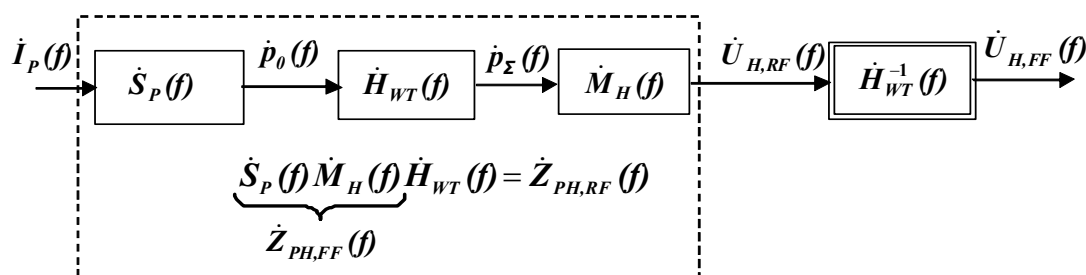 İ_P(f)
Ṡ_P(f)
ṗ_0(f)
Ḣ_WT(f)
ṗ_Σ(f)
Ṁ_H(f)
U̇_H,RF(f)
Ḣ_WT^-1(f)
U̇_H,FF(f)
Ṡ_P(f) Ṁ_H(f) Ḣ_WT(f) = Ż_PH,RF(f)
Ż_PH,FF(f)